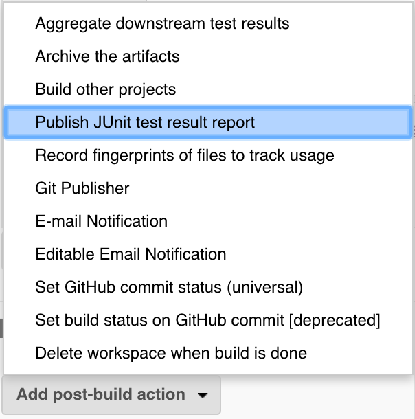 Aggregate downstream test results
Archive the artifacts
Build other projects
Publish JUnit test result report
Record fingerprints of files to track usage
Git Publisher
E-mail Notification
Editable Email Notification
Set GitHub commit status (universal)
Set build status on GitHub commit [deprecated]
Delete workspace when build is done
Add post-build action